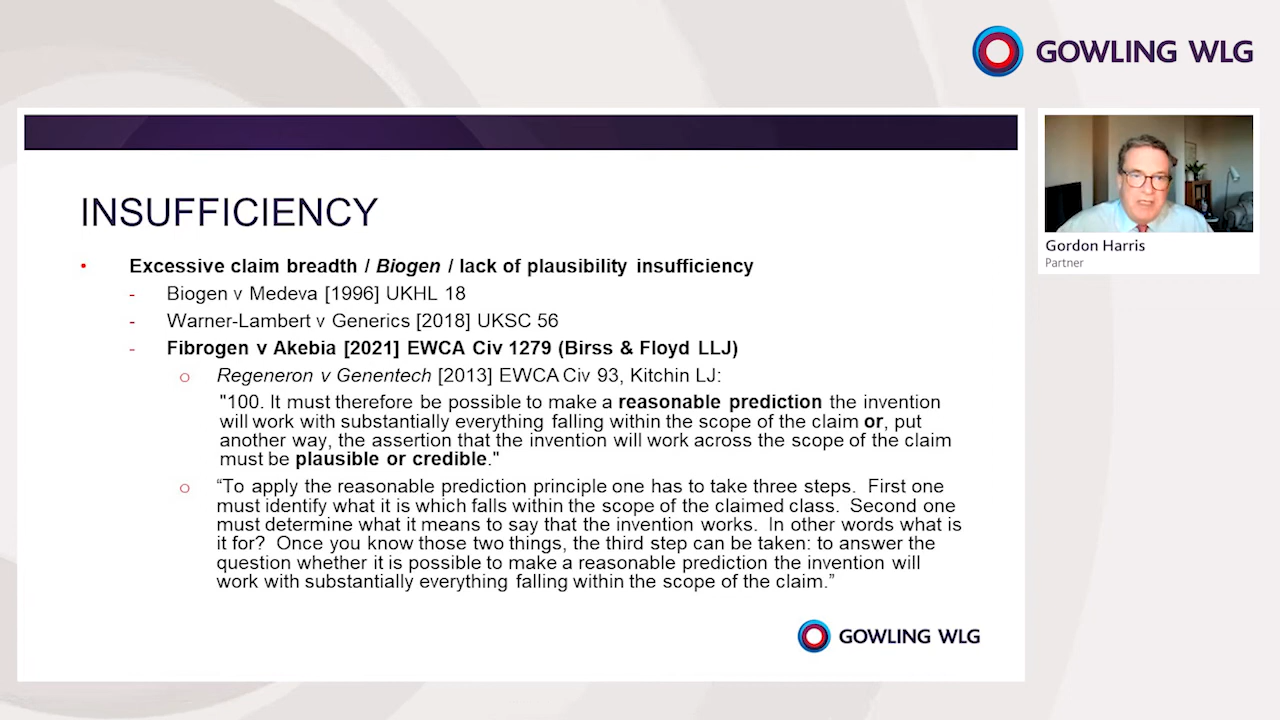 GOWLING WLG
INSUFFICIENCY
• Excessive claim breadth / Biogen / lack of plausibility insufficiency
- Biogen v Medeva [1996] UKHL 18
- Warner-Lambert v Generics [2018] UKSC 56
- Fibrogen v Akebia [2021] EWCA Civ 1279 (Birss & Floyd LLJ)
o Regeneron v Genentech [2013] EWCA Civ 93, Kitchin LJ:
"100. It must therefore be possible to make a reasonable prediction the invention
will work with substantially everything falling within the scope of the claim or, put
another way, the assertion that the invention will work across the scope of the claim
must be plausible or credible."
o “To apply the reasonable prediction principle one has to take three steps. First one
must identify what it is which falls within the scope of the claimed class. Second one
must determine what it means to say that the invention works. In other words what is
it for? Once you know those two things, the third step can be taken: to answer the
question whether it is possible to make a reasonable prediction the invention will
work with substantially everything falling within the scope of the claim.”
GOWLING WLG
Gordon Harris
Partner